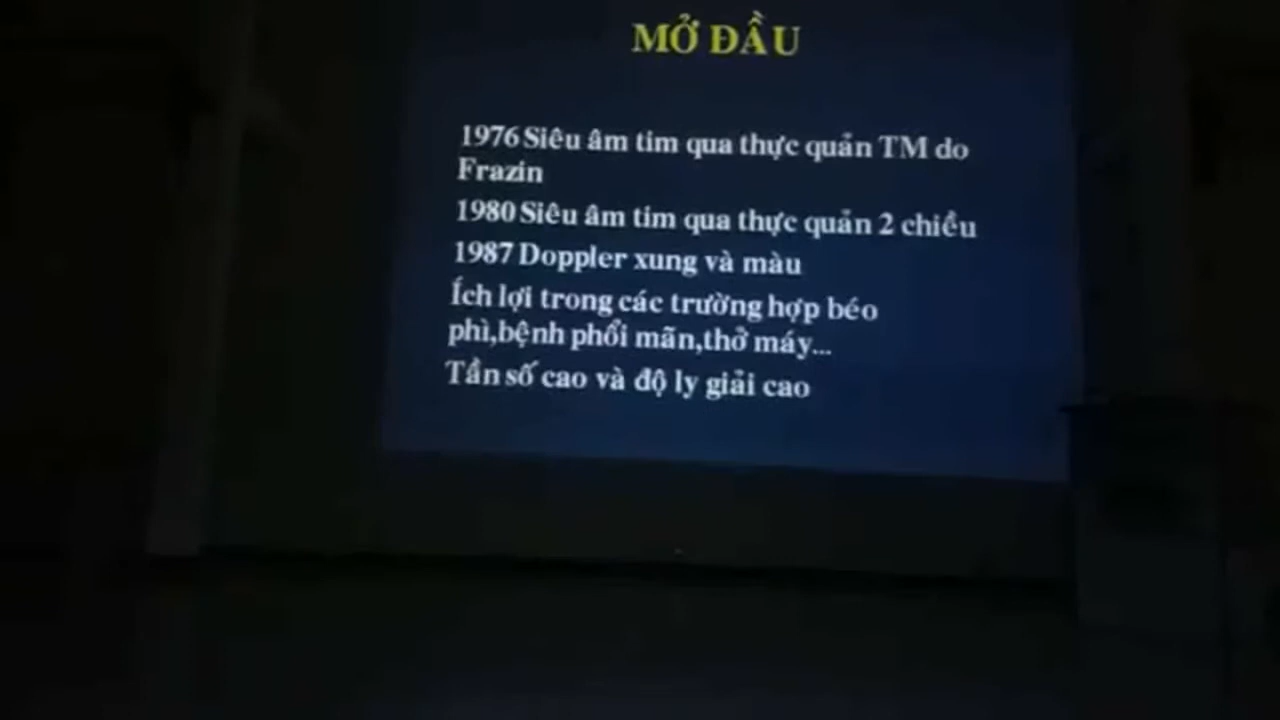 MỞ ĐẦU
1976 Siêu âm tim qua thực quản TM do
Frazin
1980 Siêu âm tim qua thực quản 2 chiều
1987 Doppler xung và màu
Ích lợi trong các trường hợp béo
phì,bệnh phổi mãn,thở máy...
Tần số cao và độ ly giải cao